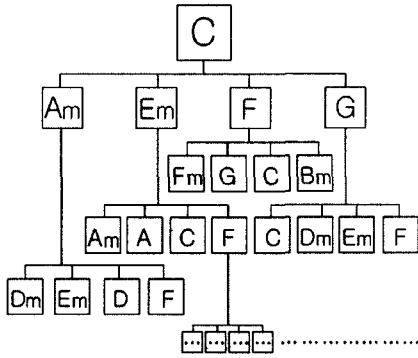 C
Am Em F G
Fm G C Bm
Am A C F C Dm Em F
Dm Em D F
... ... ... ... ..................